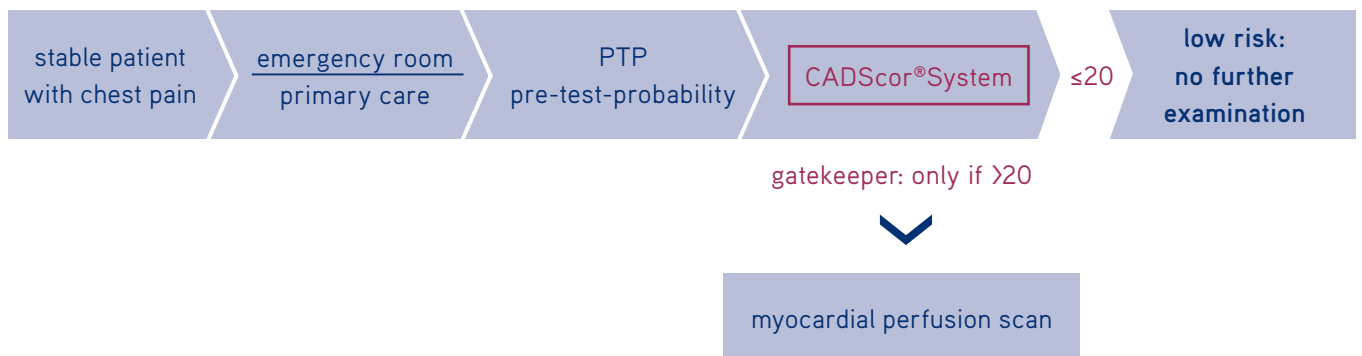 stable patient
with chest pain
emergency room
primary care
PTP
pre-test-probability
CADScor®System
≤20
low risk:
no further
examination
gatekeeper: only if >20
myocardial perfusion scan